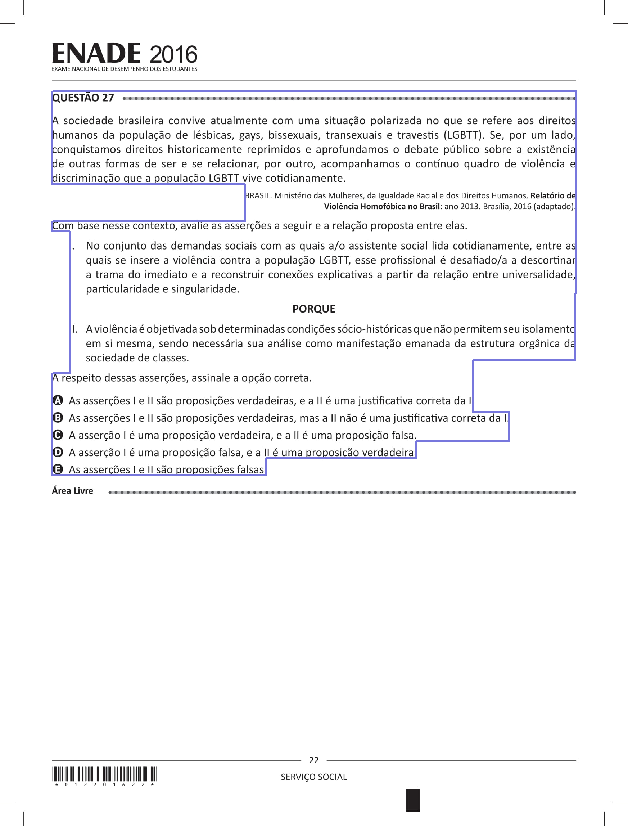 ENADE 2016
EXAME NACIONAL DE DESEMPENHO DOS ESTUDANTES
QUESTÃO 27
A sociedade brasileira convive atualmente com uma situação polarizada no que se refere aos direitos
humanos da população de lésbicas, gays, bissexuais, transexuais e travestis (LGBTT). Se, por um lado,
conquistamos direitos historicamente reprimidos e aprofundamos o debate público sobre a existência
de outras formas de ser e se relacionar, por outro, acompanhamos o contínuo quadro de violência e
discriminação que a população LGBTT vive cotidianamente.
BRASIL. Ministério das Mulheres, da Igualdade Racial e dos Direitos Humanos. Relatório de
Violência Homofóbica no Brasil: ano 2013. Brasília, 2016 (adaptado).
Com base nesse contexto, avalie as asserções a seguir e a relação proposta entre elas.
I. No conjunto das demandas sociais com as quais a/o assistente social lida cotidianamente, entre as
quais se insere a violência contra a população LGBTT, esse profissional é desafiado/a a descortinar
a trama do imediato e a reconstruir conexões explicativas a partir da relação entre universalidade,
particularidade e singularidade.
PORQUE
II. A violência é objetivada sob determinadas condições sócio-históricas que não permitem seu isolamento
em si mesma, sendo necessária sua análise como manifestação emanada da estrutura orgânica da
sociedade de classes.
A respeito dessas asserções, assinale a opção correta.
A As asserções I e II são proposições verdadeiras, e a II é uma justificativa correta da I.
B As asserções I e II são proposições verdadeiras, mas a II não é uma justificativa correta da I.
C A asserção I é uma proposição verdadeira, e a II é uma proposição falsa.
D A asserção I é uma proposição falsa, e a II é uma proposição verdadeira.
E As asserções I e II são proposições falsas.
Área Livre
22
SERVIÇO SOCIAL